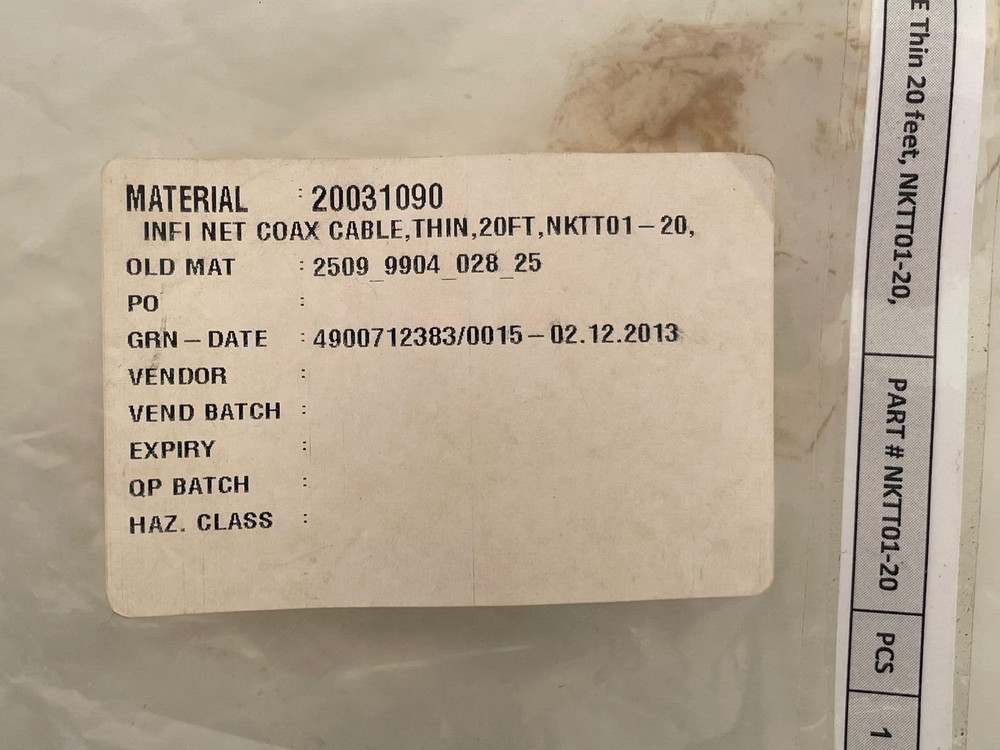 MATERIAL : 20031090
INFI NET COAX CABLE,THIN,20FT,NKTT01-20,
OLD MAT : 2509_9904_028_25
PO :
GRN-DATE : 4900712383/0015-02.12.2013
VENDOR :
VEND BATCH :
EXPIRY :
QP BATCH :
HAZ. CLASS :
E Thin 20 feet, NKTT01-20,
PART # NKTT01-20
PCS
1